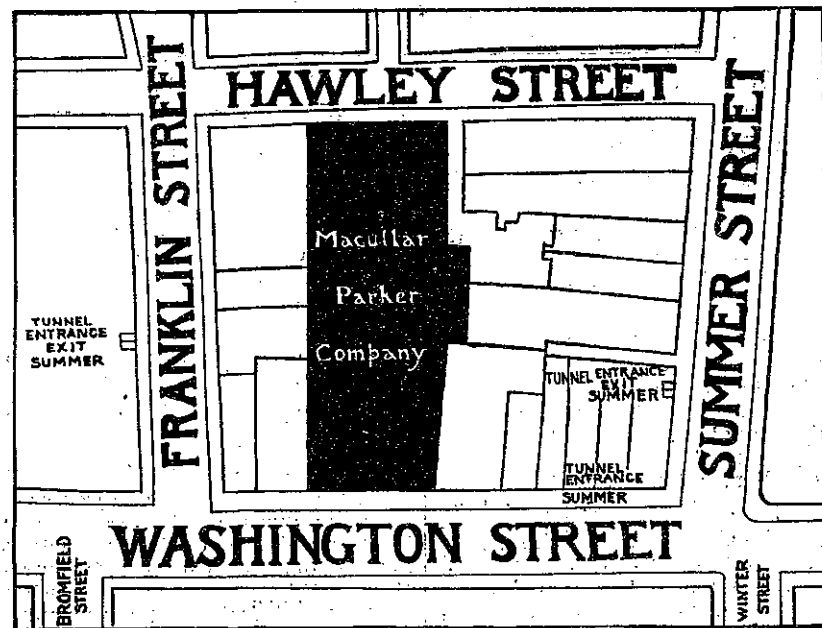 HAWLEY STREET
FRANKLIN STREET
SUMMER STREET
Macullar
Parker
Company
TUNNEL
ENTRANCE
EXIT
SUMMER
TUNNEL ENTRANCE
EXIT
SUMMER
TUNNEL
ENTRANCE
SUMMER
WASHINGTON STREET
BROMFIELD
STREET
WINTER
STREET